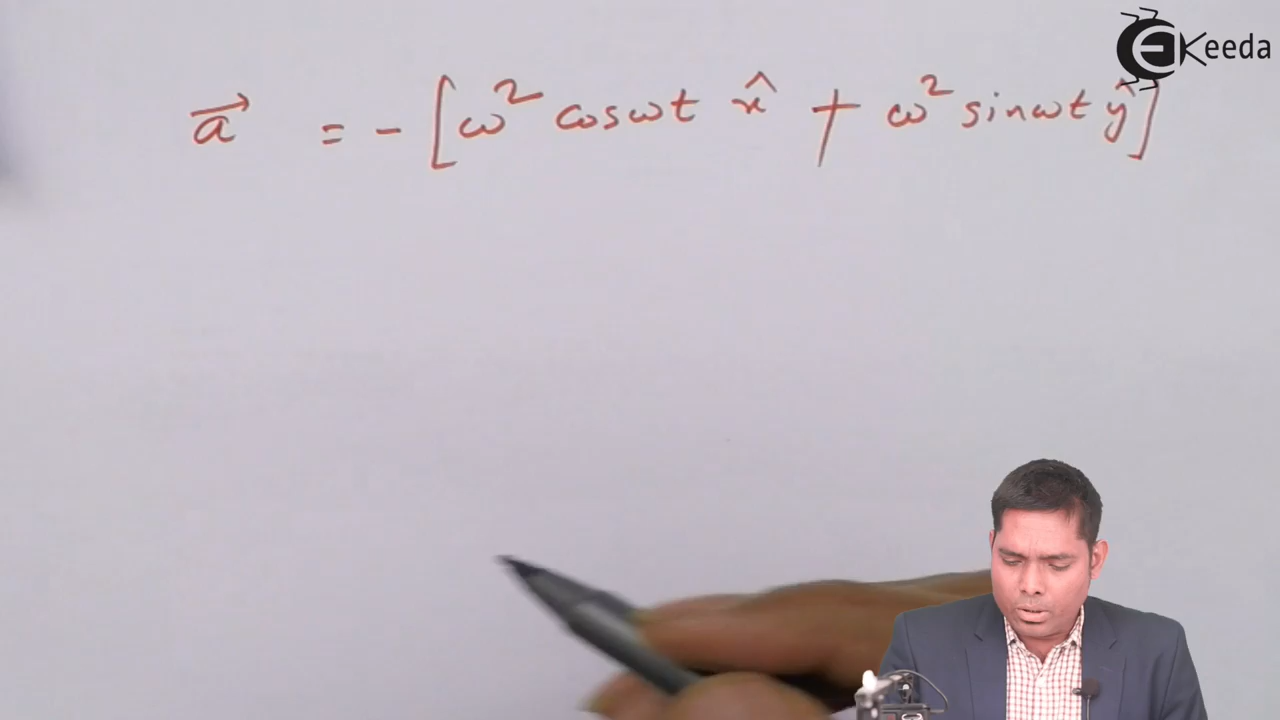 EKeeda
a⃗ = - [ω² cosωt x̂ + ω² sinωt ŷ]